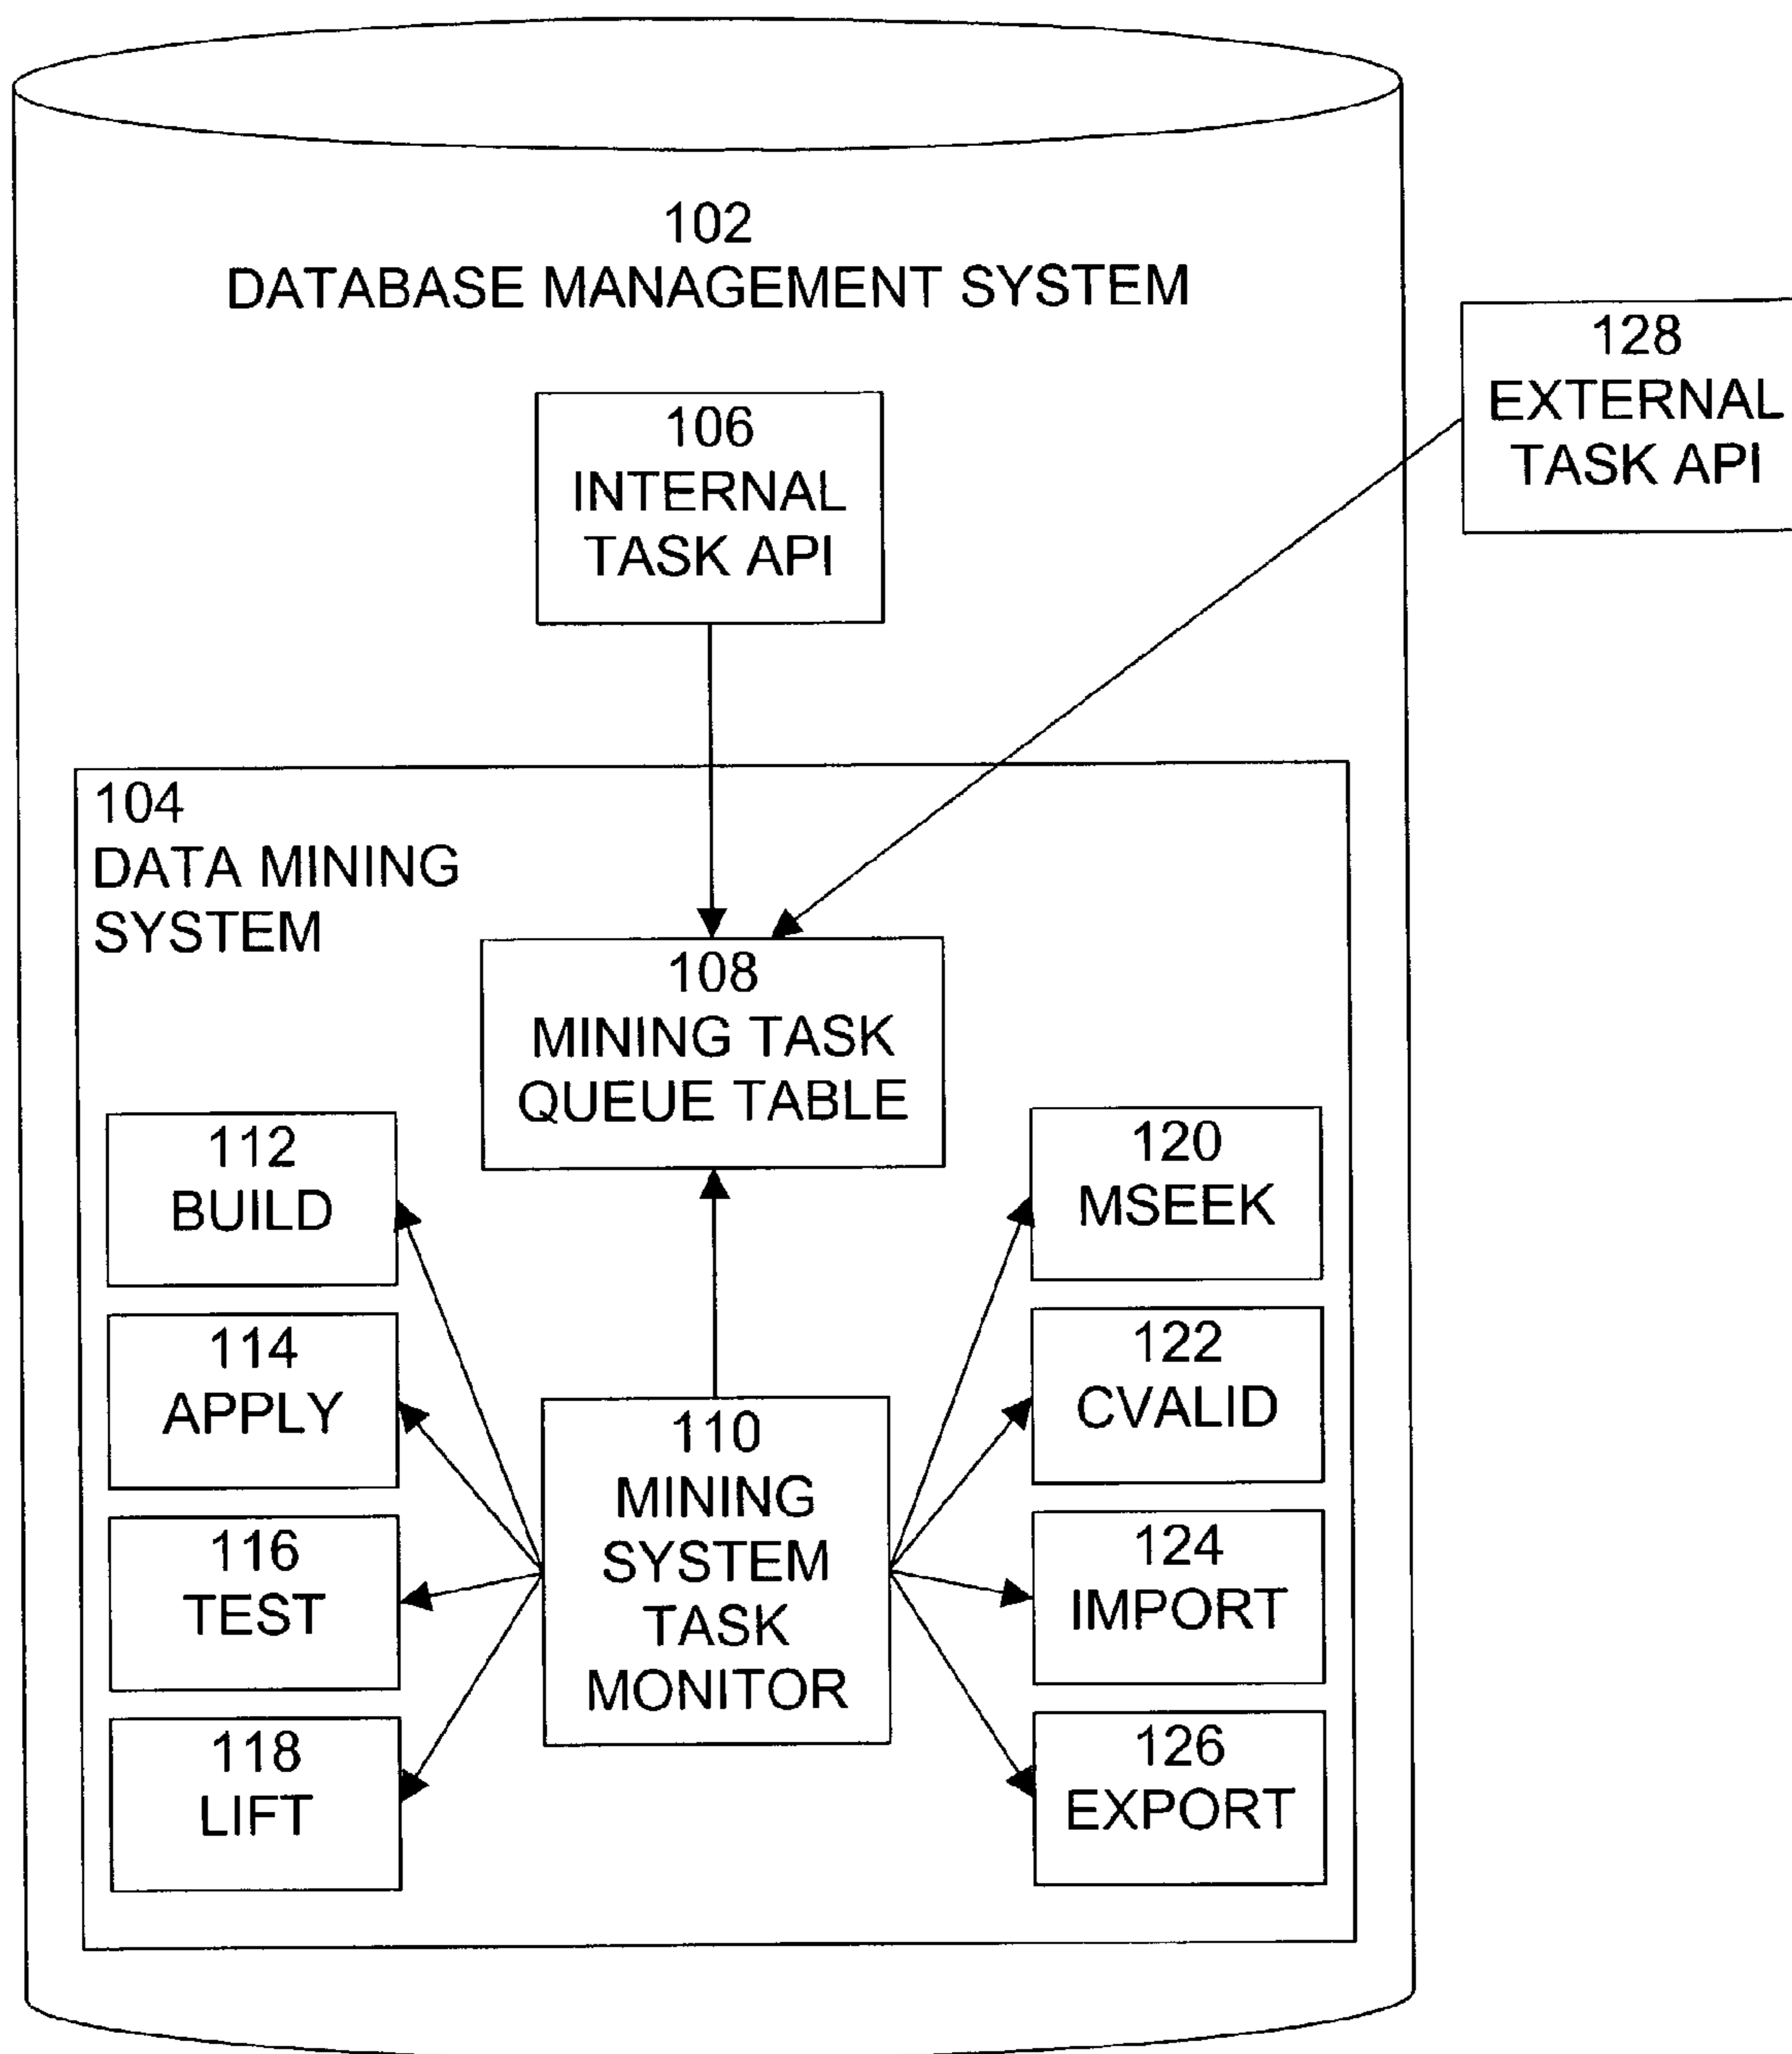 102
DATABASE MANAGEMENT SYSTEM
128
EXTERNAL
TASK API
106
INTERNAL
TASK API
104
DATA MINING
SYSTEM
108
MINING TASK
QUEUE TABLE
112
BUILD
120
MSEEK
114
APPLY
122
CVALID
110
MINING
SYSTEM
TASK
MONITOR
116
TEST
124
IMPORT
118
LIFT
126
EXPORT